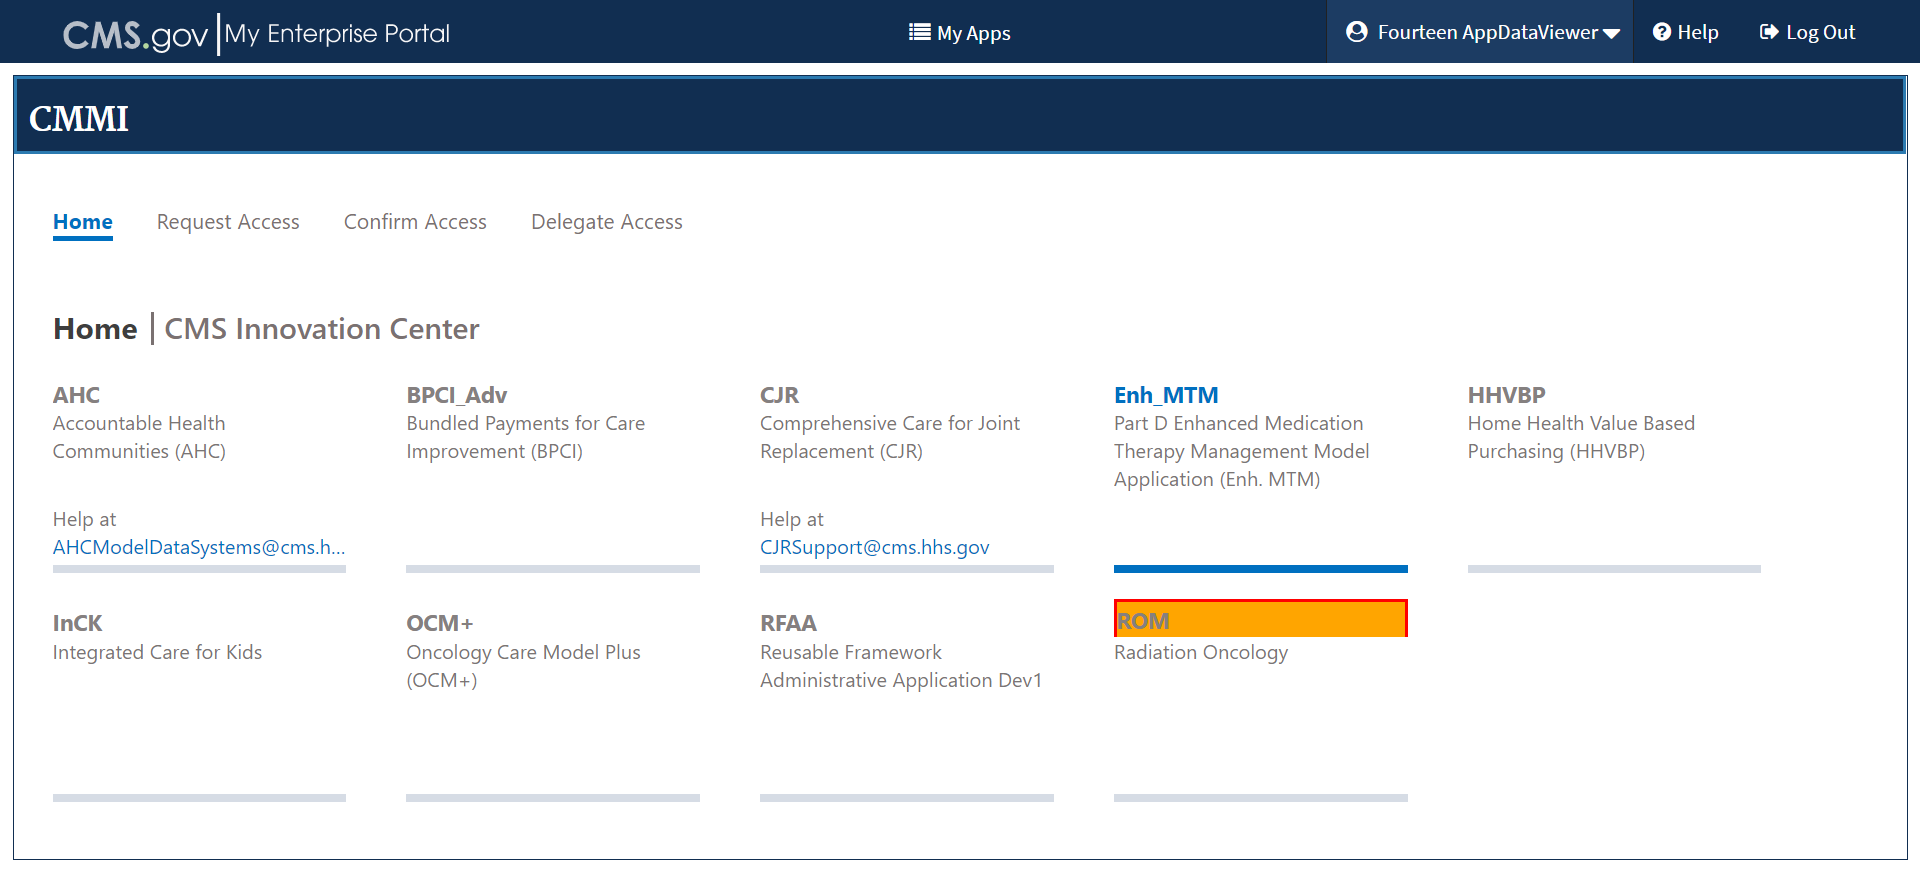 CMS.gov My Enterprise Portal
My Apps
Fourteen AppDataViewer
Help
Log Out
CMMI
Home Request Access Confirm Access Delegate Access
Home CMS Innovation Center
AHC
Accountable Health
Communities (AHC)
Help at
AHCModelDataSystems@cms.h...
BPCI_Adv
Bundled Payments for Care
Improvement (BPCI)
CJR
Comprehensive Care for Joint
Replacement (CJR)
Help at
CJRSupport@cms.hhs.gov
Enh_MTM
Part D Enhanced Medication
Therapy Management Model
Application (Enh. MTM)
HHVBP
Home Health Value Based
Purchasing (HHVBP)
InCK
Integrated Care for Kids
OCM+
Oncology Care Model Plus
(OCM+)
RFAA
Reusable Framework
Administrative Application Dev1
ROM
Radiation Oncology